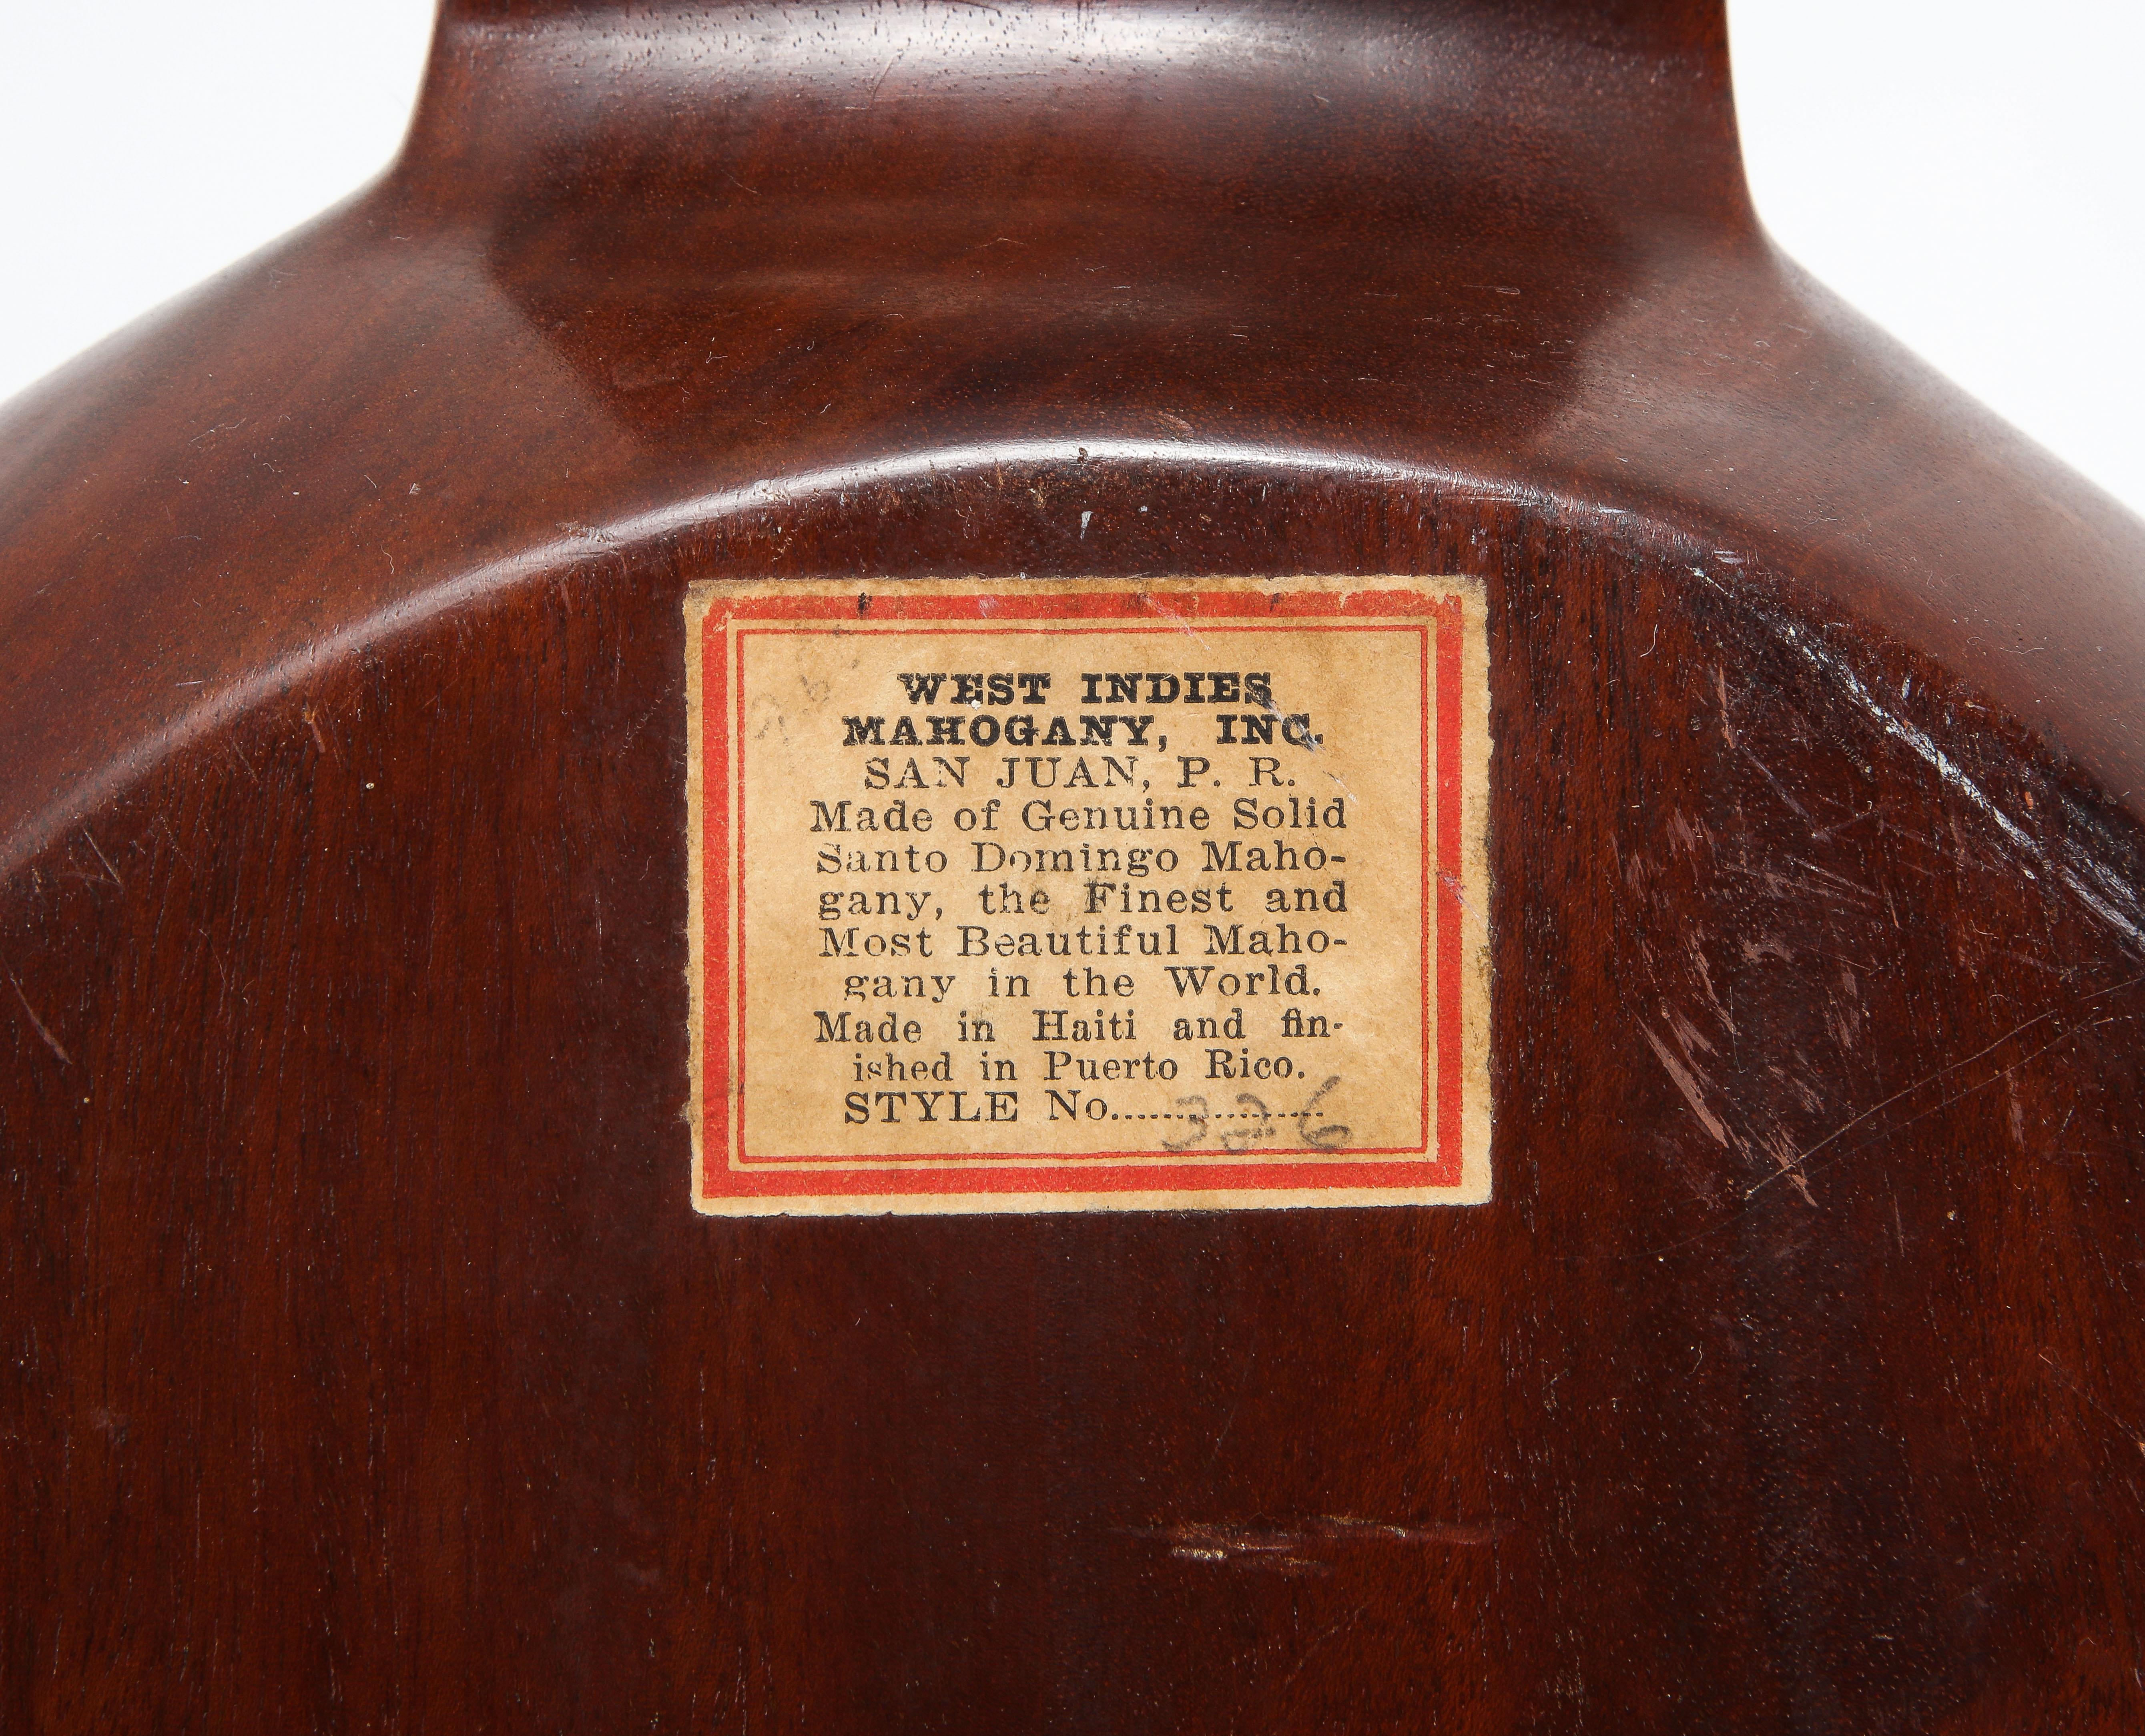 WEST INDIES
MAHOGANY, INC.
SAN JUAN, P. R.
Made of Genuine Solid
Santo Domingo Maho-
gany, the Finest and
Most Beautiful Maho-
gany in the World.
Made in Haiti and fin-
ished in Puerto Rico.
STYLE No.................. 326